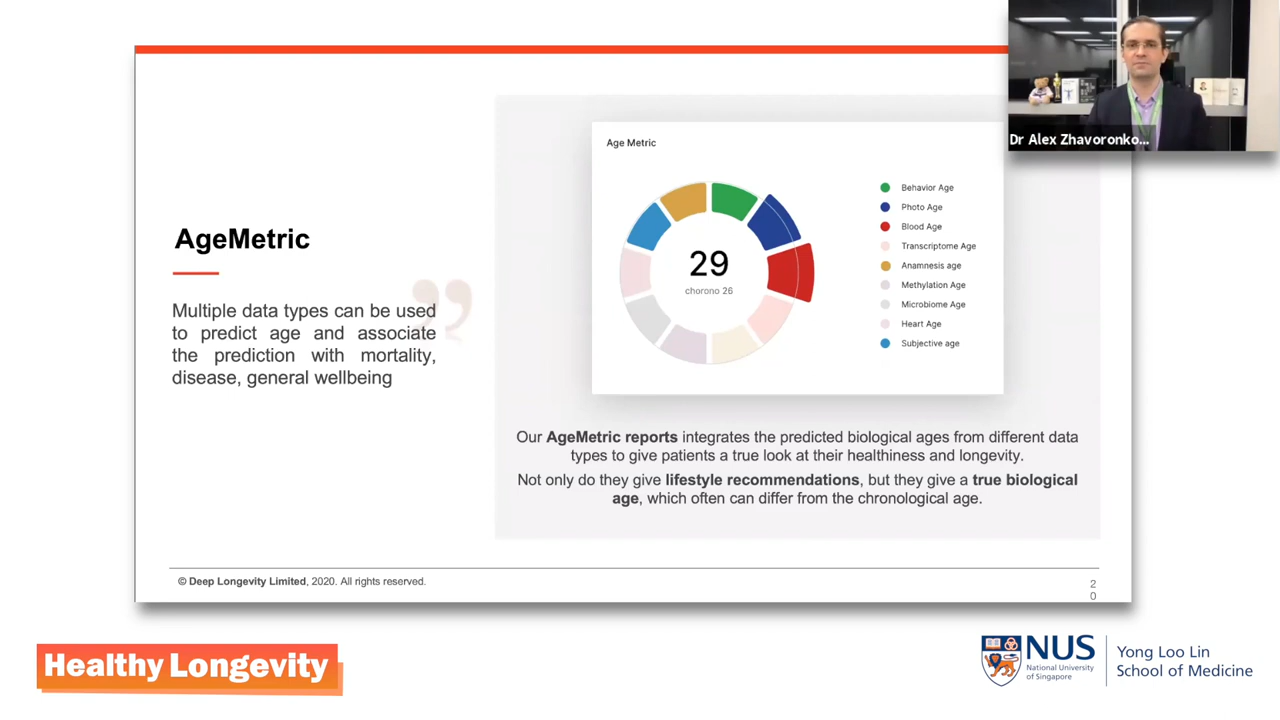 Dr Alex Zhavoronko...
AgeMetric
Multiple data types can be used
to predict age and associate
the prediction with mortality,
disease, general wellbeing
Age Metric
29
chorono 26
Behavior Age
Photo Age
Blood Age
Transcriptome Age
Anamnesis age
Methylation Age
Microbiome Age
Heart Age
Subjective age
Our AgeMetric reports integrates the predicted biological ages from different data
types to give patients a true look at their healthiness and longevity.
Not only do they give lifestyle recommendations, but they give a true biological
age, which often can differ from the chronological age.
© Deep Longevity Limited, 2020. All rights reserved.
2
0
Healthy Longevity
NUS
National University
of Singapore
Yong Loo Lin
School of Medicine